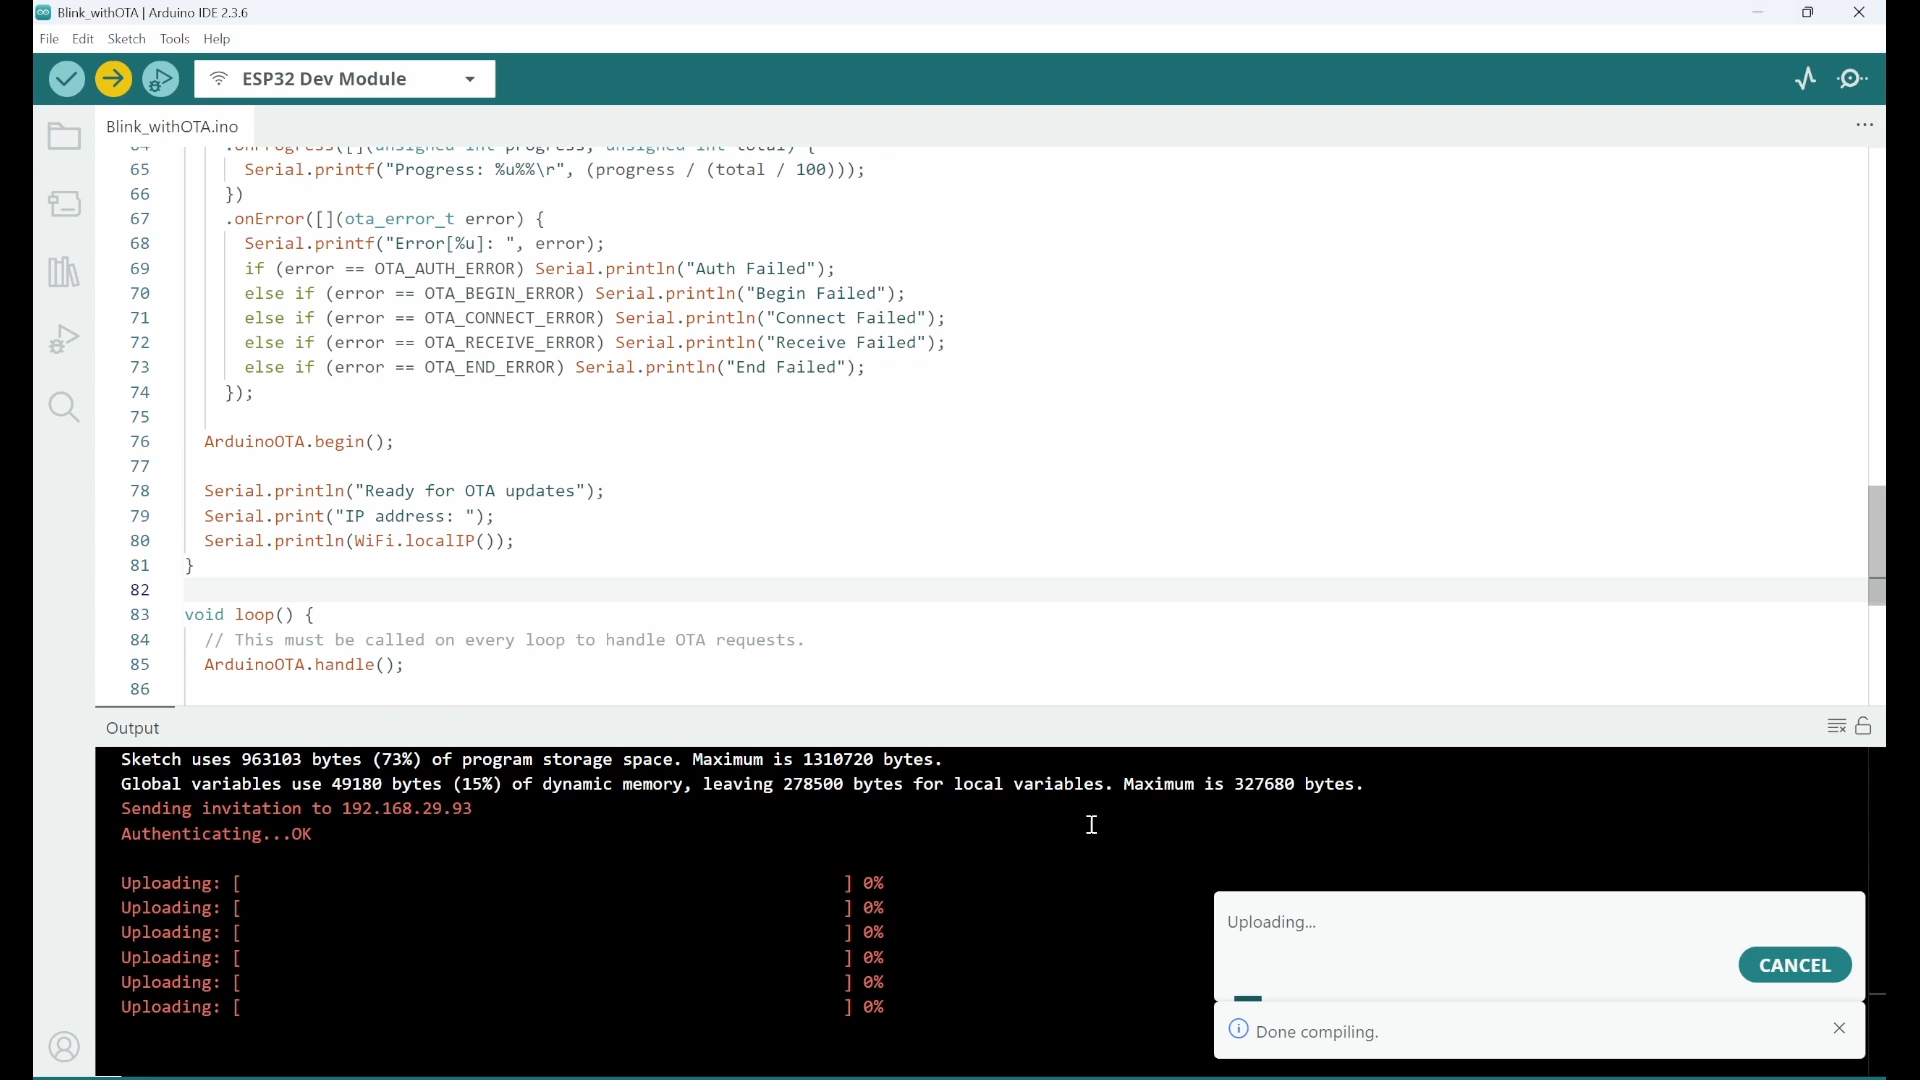 Blink_withOTA | Arduino IDE 2.3.6
File Edit Sketch Tools Help
ESP32 Dev Module
Blink_withOTA.ino
64 .onProgress([](unsigned int progress, unsigned int total) {
65 Serial.printf("Progress: %u%%\r", (progress / (total / 100)));
66 })
67 .onError([](ota_error_t error) {
68 Serial.printf("Error[%u]: ", error);
69 if (error == OTA_AUTH_ERROR) Serial.println("Auth Failed");
70 else if (error == OTA_BEGIN_ERROR) Serial.println("Begin Failed");
71 else if (error == OTA_CONNECT_ERROR) Serial.println("Connect Failed");
72 else if (error == OTA_RECEIVE_ERROR) Serial.println("Receive Failed");
73 else if (error == OTA_END_ERROR) Serial.println("End Failed");
74 });
75
76 ArduinoOTA.begin();
77
78 Serial.println("Ready for OTA updates");
79 Serial.print("IP address: ");
80 Serial.println(WiFi.localIP());
81 }
82
83 void loop() {
84 // This must be called on every loop to handle OTA requests.
85 ArduinoOTA.handle();
86
Output
Sketch uses 963103 bytes (73%) of program storage space. Maximum is 1310720 bytes.
Global variables use 49180 bytes (15%) of dynamic memory, leaving 278500 bytes for local variables. Maximum is 327680 bytes.
Sending invitation to 192.168.29.93
Authenticating...OK
Uploading: [ ] 0%
Uploading: [ ] 0%
Uploading: [ ] 0%
Uploading: [ ] 0%
Uploading: [ ] 0%
Uploading: [ ] 0%
Uploading...
CANCEL
Done compiling.